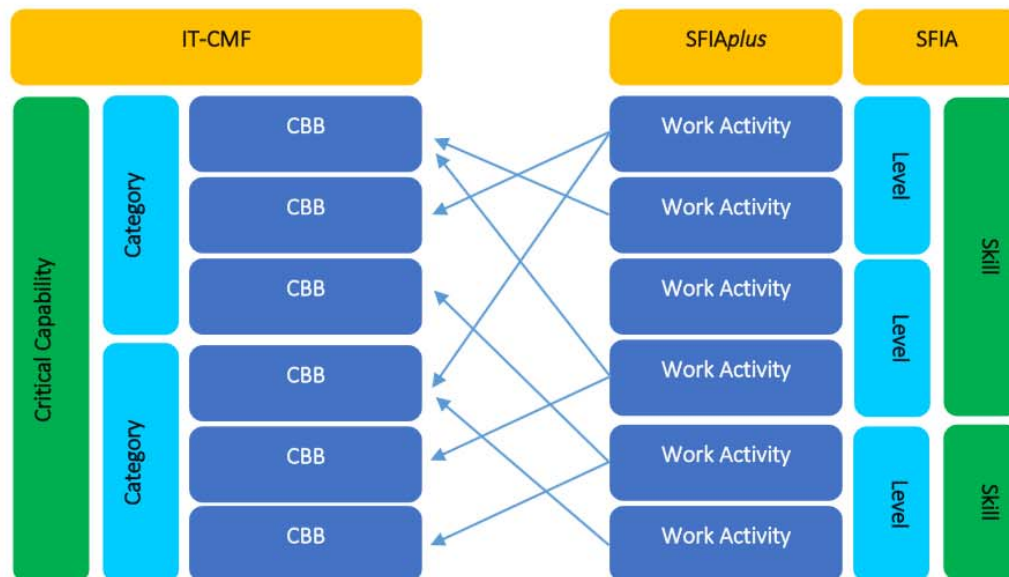 IT-CMF
SFIAplus
SFIA
Critical Capability
Category
Category
CBB
CBB
CBB
CBB
CBB
CBB
Work Activity
Work Activity
Work Activity
Work Activity
Work Activity
Work Activity
Level
Level
Level
Skill
Skill